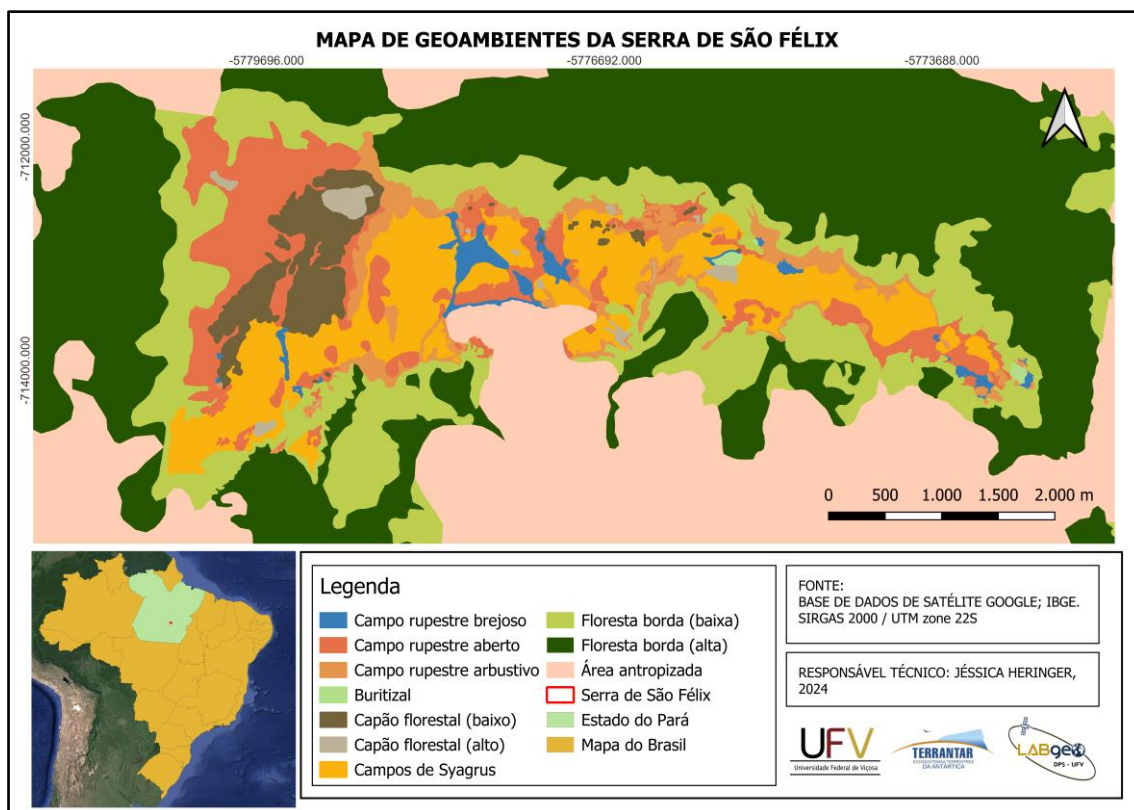 MAPA DE GEOAMBIENTES DA SERRA DE SÃO FÉLIX
-5779696.000
-5776692.000
-5773688.000
-712000.000
-714000.000
0 500 1.000 1.500 2.000 m
Legenda
Campo rupestre brejoso
Campo rupestre aberto
Campo rupestre arbustivo
Buritizal
Capão florestal (baixo)
Capão florestal (alto)
Campos de Syagrus
Floresta borda (baixa)
Floresta borda (alta)
Área antropizada
Serra de São Félix
Estado do Pará
Mapa do Brasil
FONTE:
BASE DE DADOS DE SATÉLITE GOOGLE; IBGE.
SIRGAS 2000 / UTM zone 22S
RESPONSÁVEL TÉCNICO: JÉSSICA HERINGER,
2024
UFV
Universidade Federal de Viçosa
TERRANTAR
ECOSSISTEMAS TERRESTRES
DA ANTÁRTICA
LABgeo
DPS - UFV